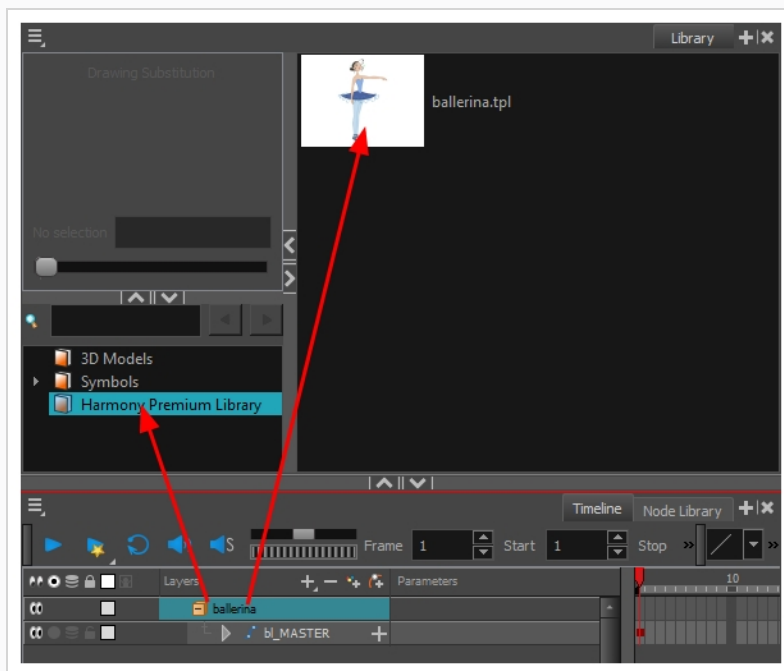 Library
Drawing Substitution
ballerina.tpl
No selection
3D Models
Symbols
Harmony Premium Library
Timeline
Node Library
S
Frame 1 Start 1 Stop
Layers Parameters 10
ballerina
bl_MASTER